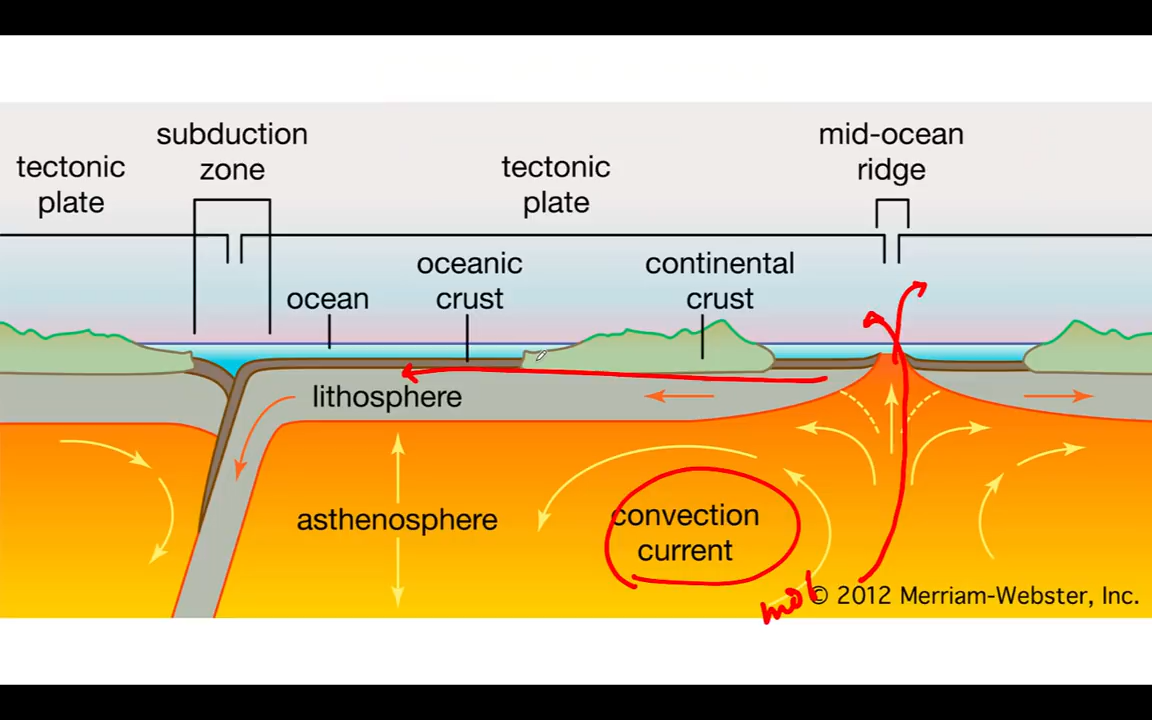 subduction
zone
mid-ocean
ridge
tectonic
plate
tectonic
plate
oceanic
crust
continental
crust
ocean
lithosphere
asthenosphere
convection
current
© 2012 Merriam-Webster, Inc.